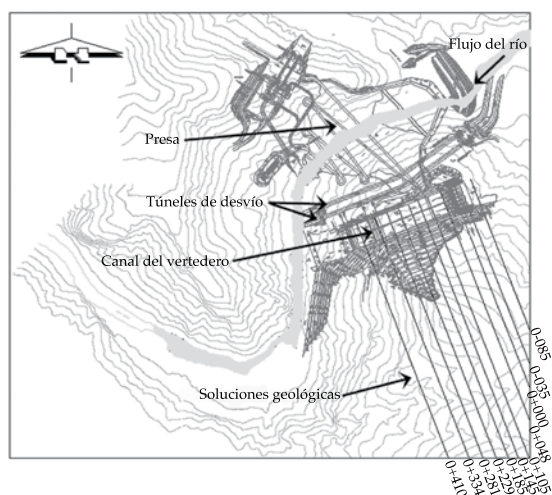 Flujo del río
Presa
Túneles de desvío
Canal del vertedero
Soluciones geológicas
0-085
0-035
0+000
0+048
0+105
0+145
0+185
0+229
0+281
0+334
0+410